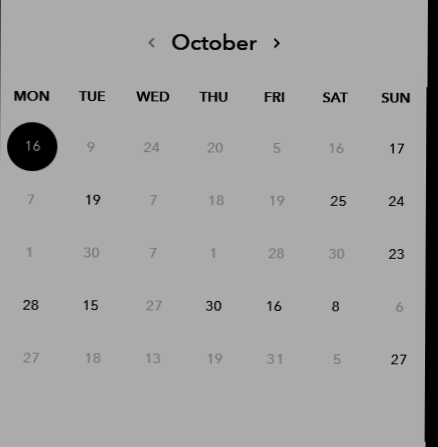 ‹ October ›
MON TUE WED THU FRI SAT SUN
16 9 24 20 5 16 17
7 19 7 18 19 25 24
1 30 7 1 28 30 23
28 15 27 30 16 8 6
27 18 13 19 31 5 27